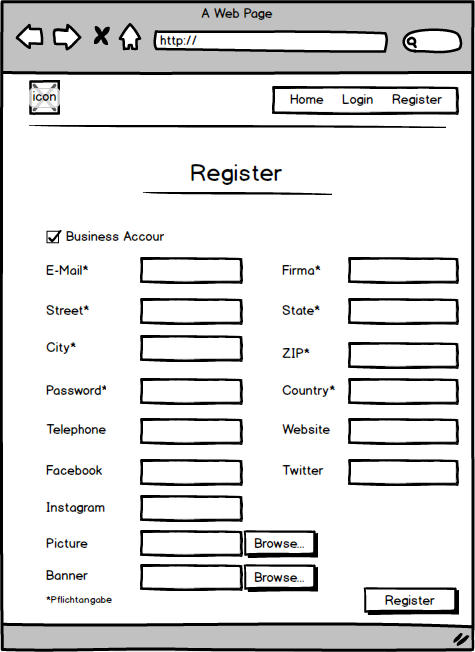 A Web Page
http://
icon
Home Login Register
Register
Business Accour
E-Mail* Firma*
Street* State*
City* ZIP*
Password* Country*
Telephone Website
Facebook Twitter
Instagram
Picture Browse...
Banner Browse...
*Pflichtangabe
Register